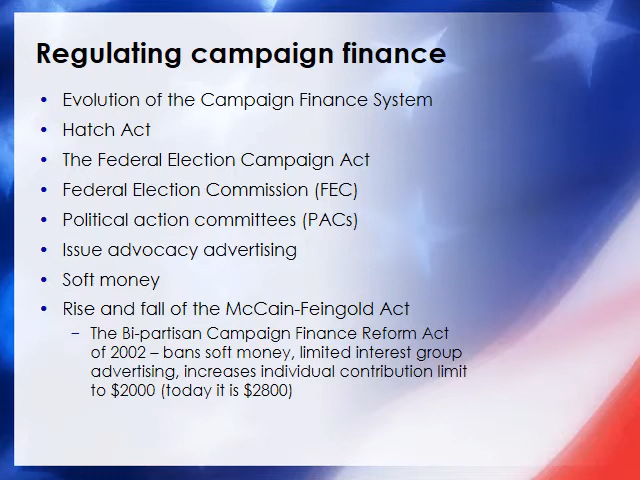 Regulating campaign finance
• Evolution of the Campaign Finance System
• Hatch Act
• The Federal Election Campaign Act
• Federal Election Commission (FEC)
• Political action committees (PACs)
• Issue advocacy advertising
• Soft money
• Rise and fall of the McCain-Feingold Act
– The Bi-partisan Campaign Finance Reform Act
of 2002 – bans soft money, limited interest group
advertising, increases individual contribution limit
to $2000 (today it is $2800)